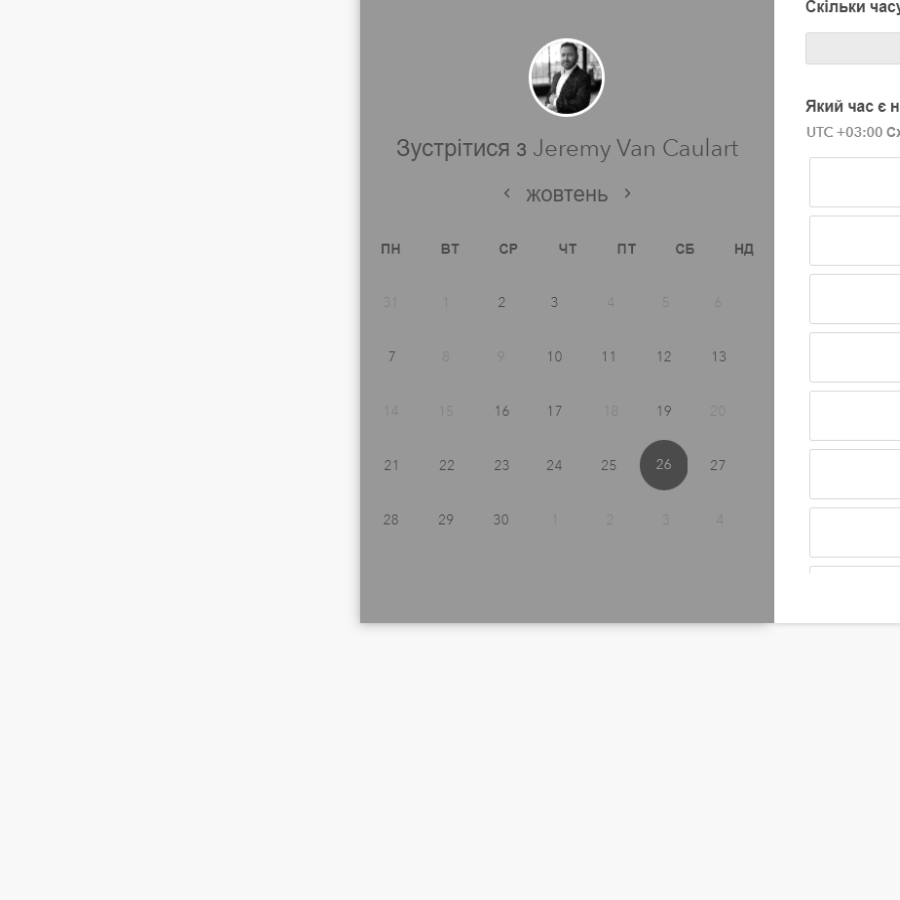 Зустрітися з Jeremy Van Caulart
жовтень
ПН ВТ СР ЧТ ПТ СБ НД
31 1 2 3 4 5 6
7 8 9 10 11 12 13
14 15 16 17 18 19 20
21 22 23 24 25 26 27
28 29 30 1 2 3 4
Скільки часу
Який час є н
UTC +03:00 Сх